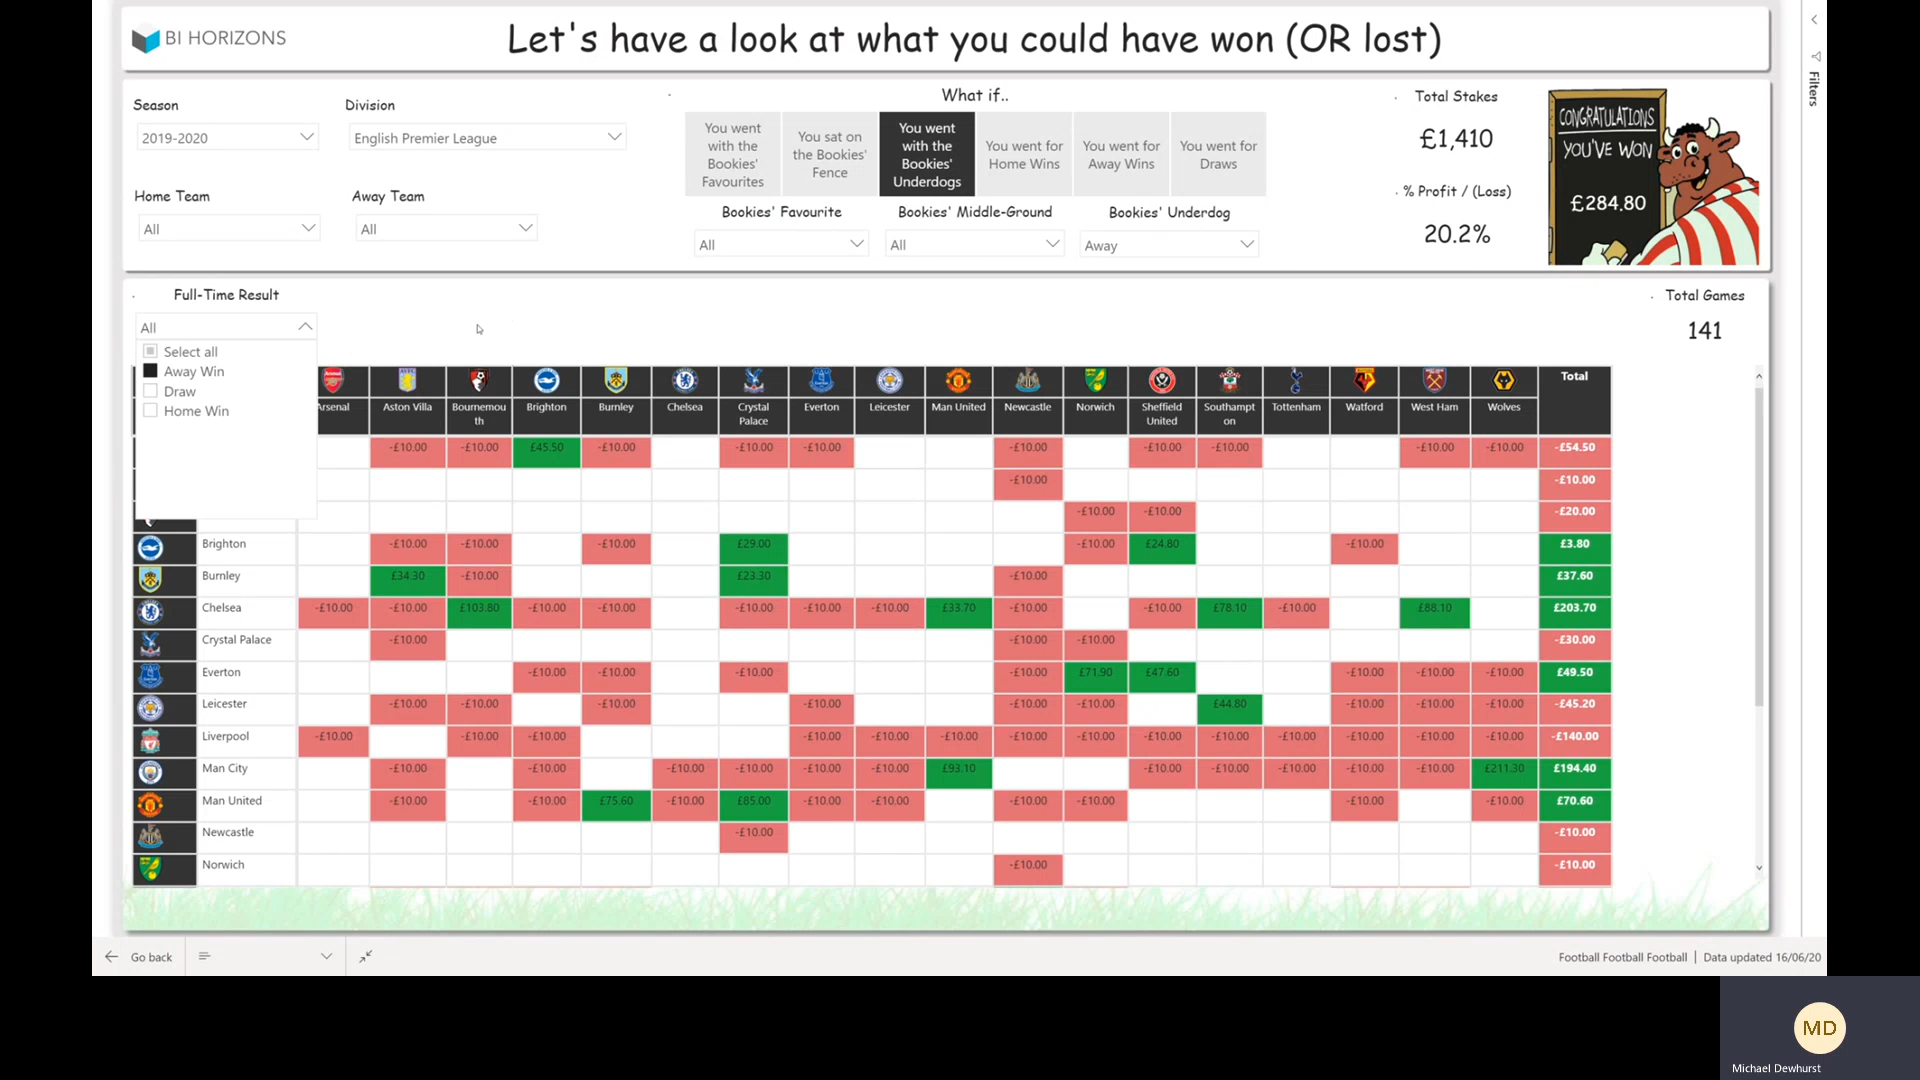 BI HORIZONS
Let's have a look at what you could have won (OR lost)
Filters
Season
Division
2019-2020
English Premier League
Home Team
Away Team
All
All
What if..
You went with the Bookies' Favourites
You sat on the Bookies' Fence
You went with the Bookies' Underdogs
You went for Home Wins
You went for Away Wins
You went for Draws
Bookies' Favourite
Bookies' Middle-Ground
Bookies' Underdog
All
All
Away
Total Stakes
£1,410
% Profit / (Loss)
20.2%
CONGRATULATIONS
YOU'VE WON
£284.80
Full-Time Result
All
Select all
Away Win
Draw
Home Win
Total Games
141
Arsenal Aston Villa Bournemouth Brighton Burnley Chelsea Crystal Palace Everton Leicester Man United Newcastle Norwich Sheffield United Southampton Tottenham Watford West Ham Wolves Total
-£10.00 -£10.00 £45.50 -£10.00 -£10.00 -£10.00 -£10.00 -£10.00 -£10.00 -£10.00 -£10.00 -£54.50
-£10.00 -£10.00
-£10.00 -£10.00 -£20.00
Brighton -£10.00 -£10.00 -£10.00 £29.00 -£10.00 £24.80 -£10.00 £3.80
Burnley £34.30 -£10.00 £23.30 -£10.00 £37.60
Chelsea -£10.00 -£10.00 £103.80 -£10.00 -£10.00 -£10.00 -£10.00 -£10.00 £33.70 -£10.00 -£10.00 £78.10 -£10.00 £88.10 £203.70
Crystal Palace -£10.00 -£10.00 -£10.00 -£30.00
Everton -£10.00 -£10.00 -£10.00 -£10.00 £71.90 £47.60 -£10.00 -£10.00 -£10.00 £49.50
Leicester -£10.00 -£10.00 -£10.00 -£10.00 -£10.00 -£10.00 £44.80 -£10.00 -£10.00 -£10.00 -£45.20
Liverpool -£10.00 -£10.00 -£10.00 -£10.00 -£10.00 -£10.00 -£10.00 -£10.00 -£10.00 -£10.00 -£10.00 -£10.00 -£10.00 -£10.00 -£140.00
Man City -£10.00 -£10.00 -£10.00 -£10.00 -£10.00 -£10.00 £93.10 -£10.00 -£10.00 -£10.00 -£10.00 -£10.00 £211.30 £194.40
Man United -£10.00 -£10.00 £75.60 -£10.00 £85.00 -£10.00 -£10.00 -£10.00 -£10.00 -£10.00 -£10.00 £70.60
Newcastle -£10.00 -£10.00
Norwich -£10.00 -£10.00
Go back
Football Football Football | Data updated 16/06/20
MD
Michael Dewhurst